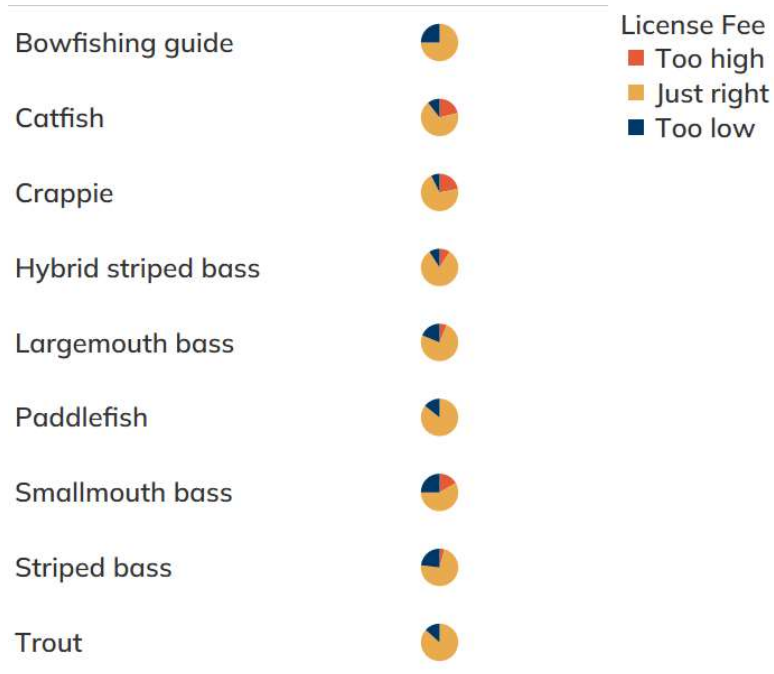 Bowfishing guide
Catfish
Crappie
Hybrid striped bass
Largemouth bass
Paddlefish
Smallmouth bass
Striped bass
Trout
License Fee
Too high
Just right
Too low